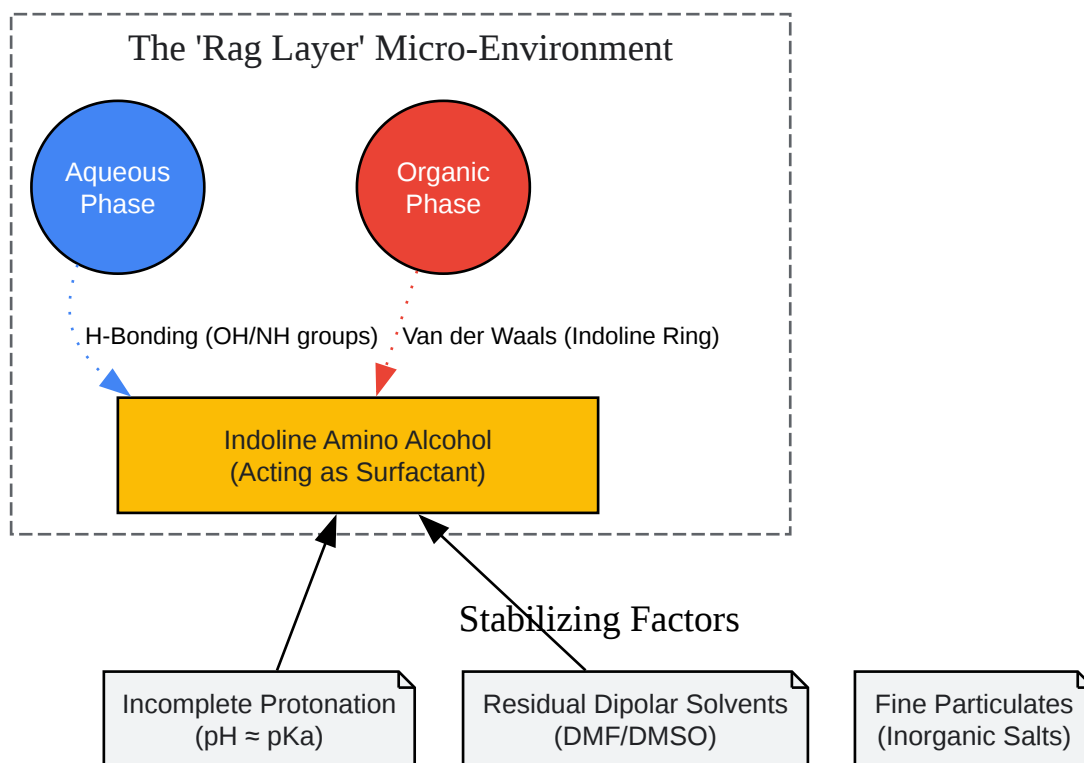 The 'Rag Layer' Micro-Environment
Aqueous
Phase
Organic
Phase
H-Bonding (OH/NH groups)
Van der Waals (Indoline Ring)
Indoline Amino Alcohol
(Acting as Surfactant)
Stabilizing Factors
Incomplete Protonation
(pH ≈ pKa)
Residual Dipolar Solvents
(DMF/DMSO)
Fine Particulates
(Inorganic Salts)